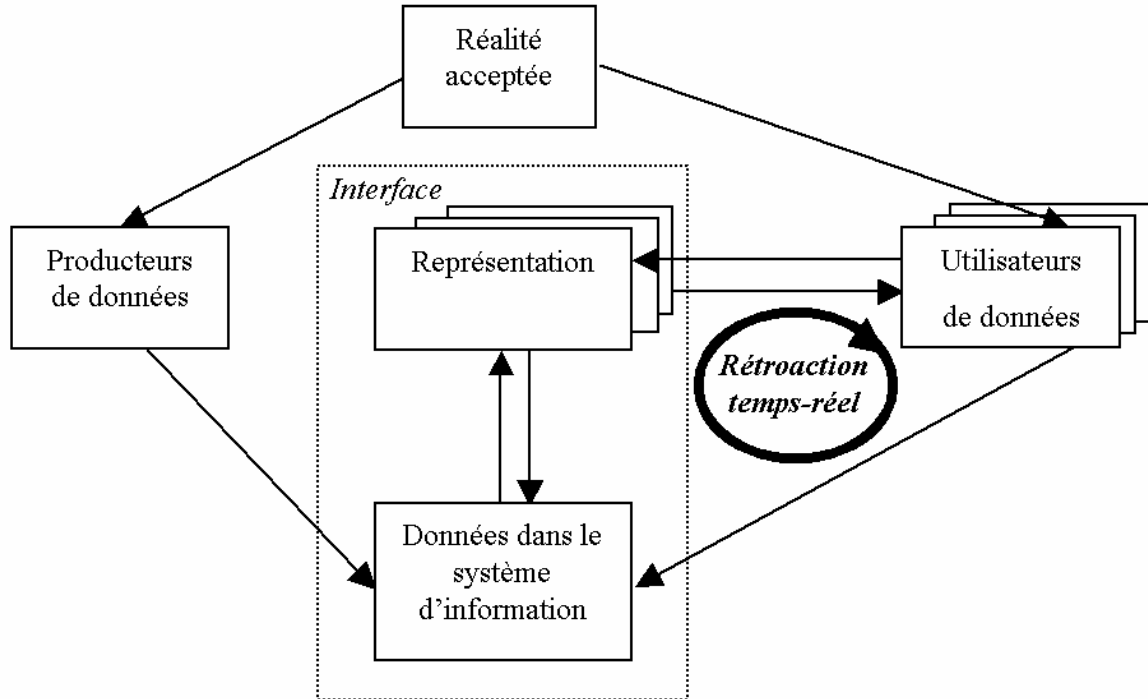 Réalité
acceptée
Interface
Producteurs
de données
Représentation
Utilisateurs
de données
Rétroaction
temps-réel
Données dans le
système
d'information